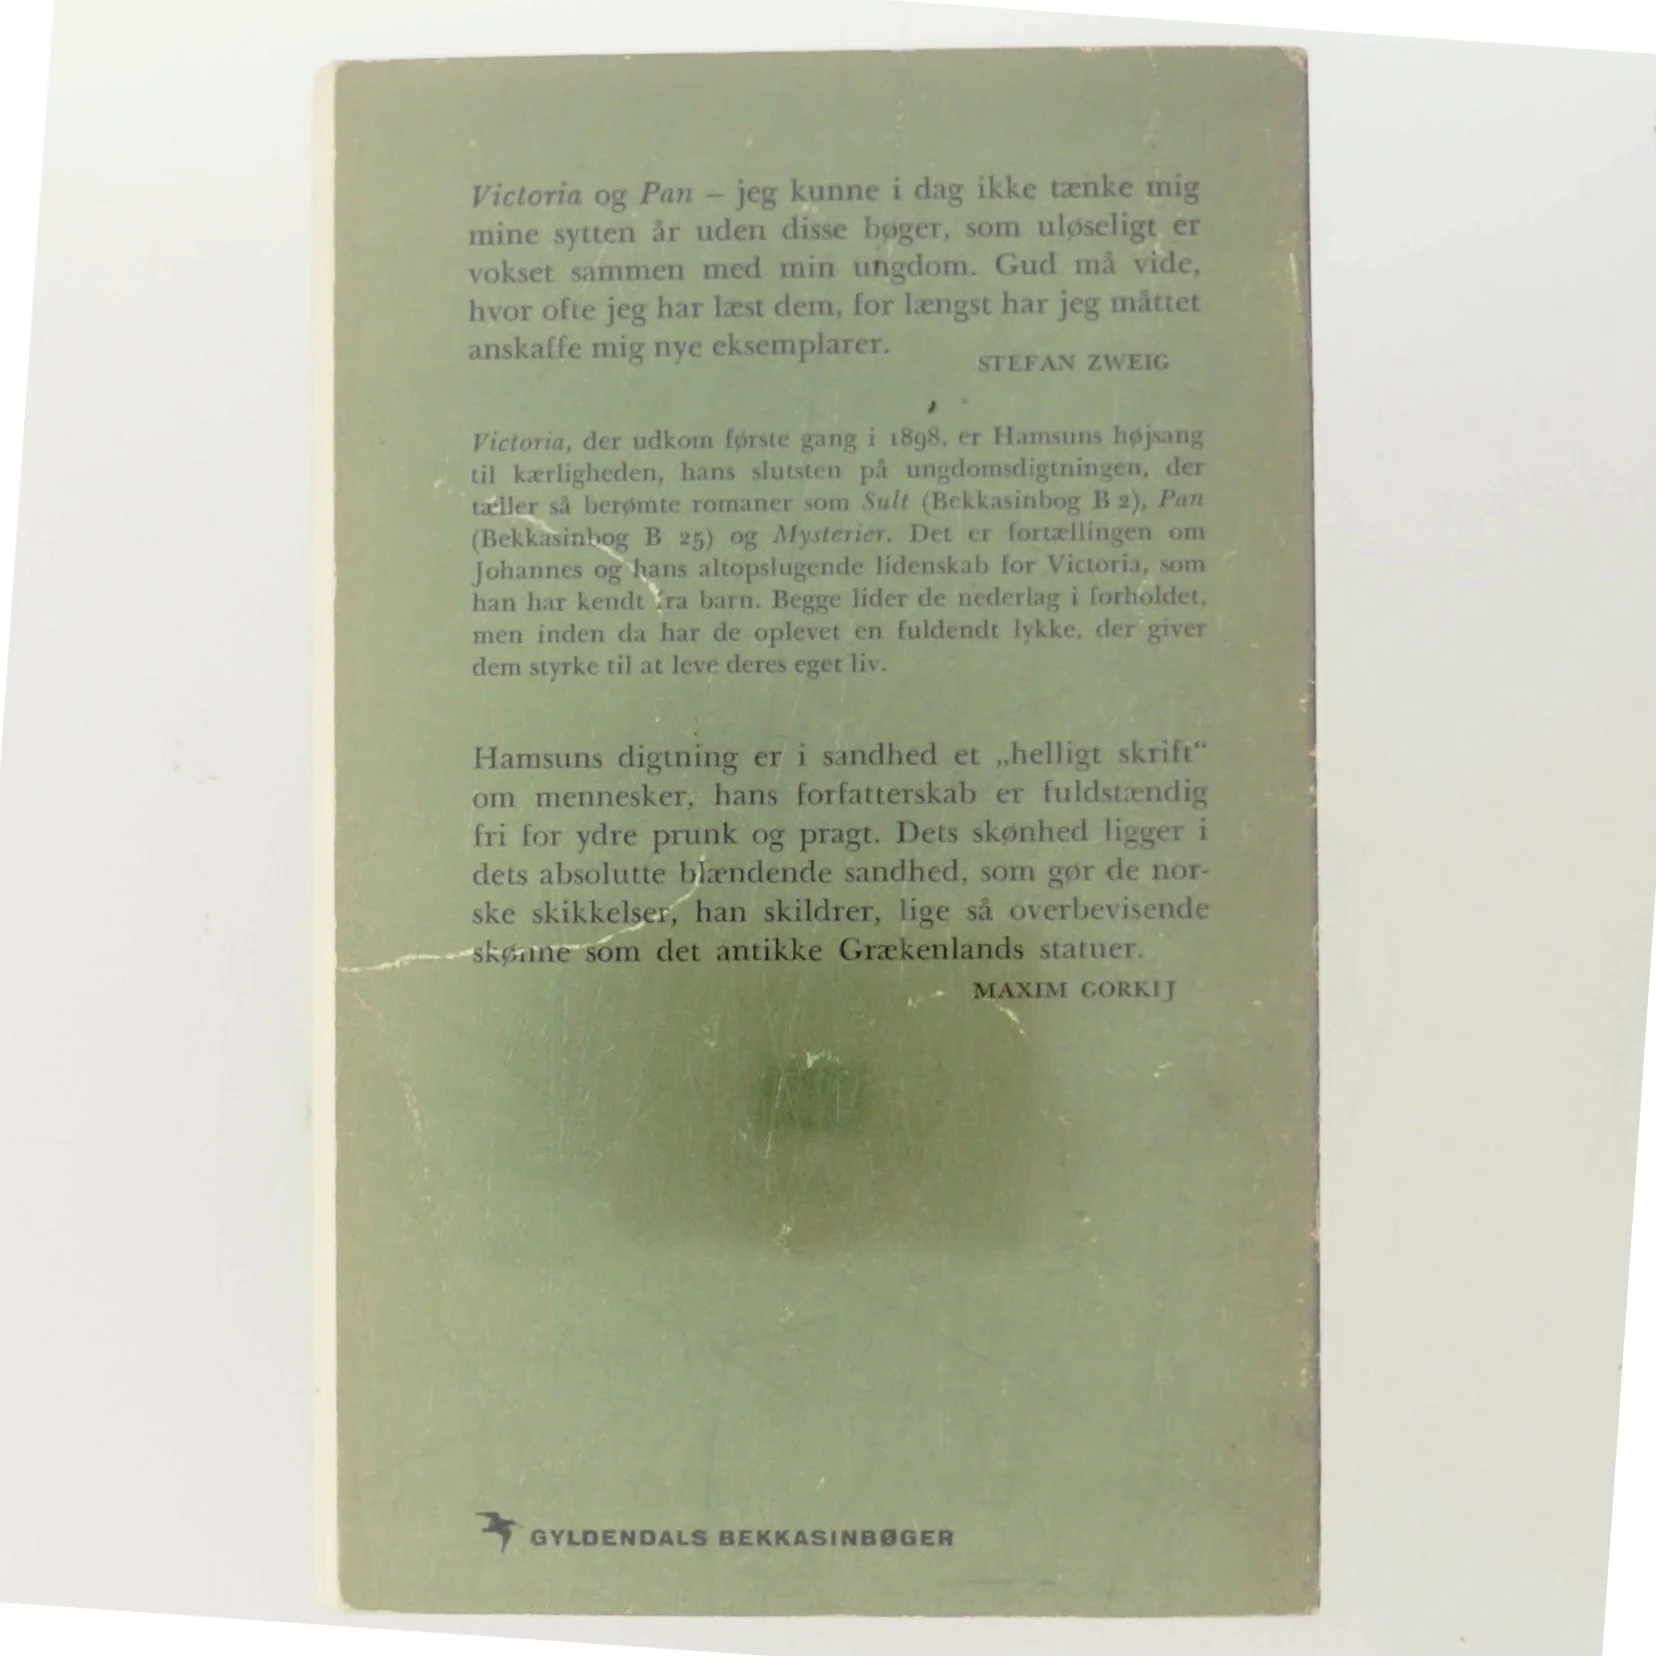 Victoria og Pan – jeg kunne i dag ikke tænke mig
mine sytten år uden disse bøger, som uløseligt er
vokset sammen med min ungdom. Gud må vide,
hvor ofte jeg har læst dem, for længst har jeg måttet
anskaffe mig nye eksemplarer.
STEFAN ZWEIG
Victoria, der udkom første gang i 1898, er Hamsuns højsang
til kærligheden, hans slutsten på ungdomsdigtningen, der
tæller så berømte romaner som Sult (Bekkasinbog B 2), Pan
(Bekkasinbog B 25) og Mysterier. Det er fortællingen om
Johannes og hans altopslugende lidenskab for Victoria, som
han har kendt fra barn. Begge lider de nederlag i forholdet,
men inden da har de oplevet en fuldendt lykke, der giver
dem styrke til at leve deres eget liv.
Hamsuns digtning er i sandhed et „helligt skrift“
om mennesker, hans forfatterskab er fuldstændig
fri for ydre prunk og pragt. Dets skønhed ligger i
dets absolutte blændende sandhed, som gør de nor-
ske skikkelser, han skildrer, lige så overbevisende
skønne som det antikke Grækenlands statuer.
MAXIM GORKIJ
GYLDENDALS BEKKASINBØGER